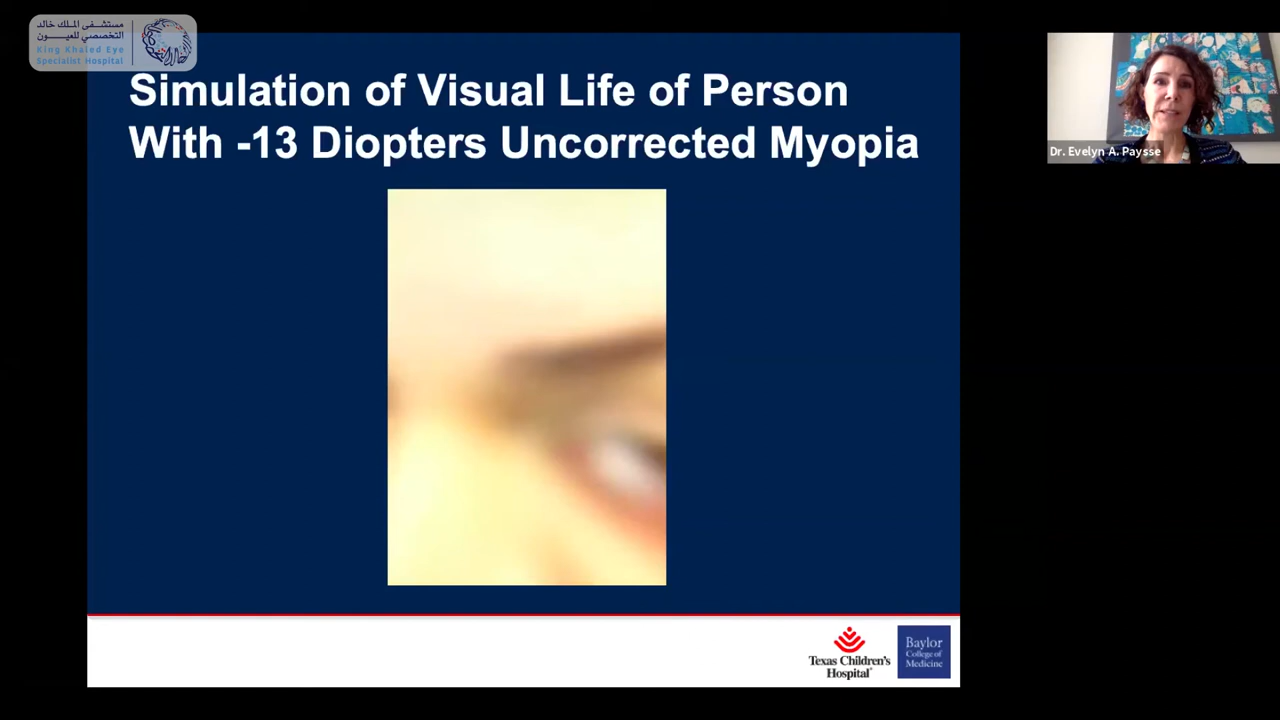 مستشفى الملك خالد
التخصصي للعيون
King Khaled Eye
Specialist Hospital
Simulation of Visual Life of Person
With -13 Diopters Uncorrected Myopia
Dr. Evelyn A. Paysse
Texas Children's
Hospital
Baylor
College of
Medicine